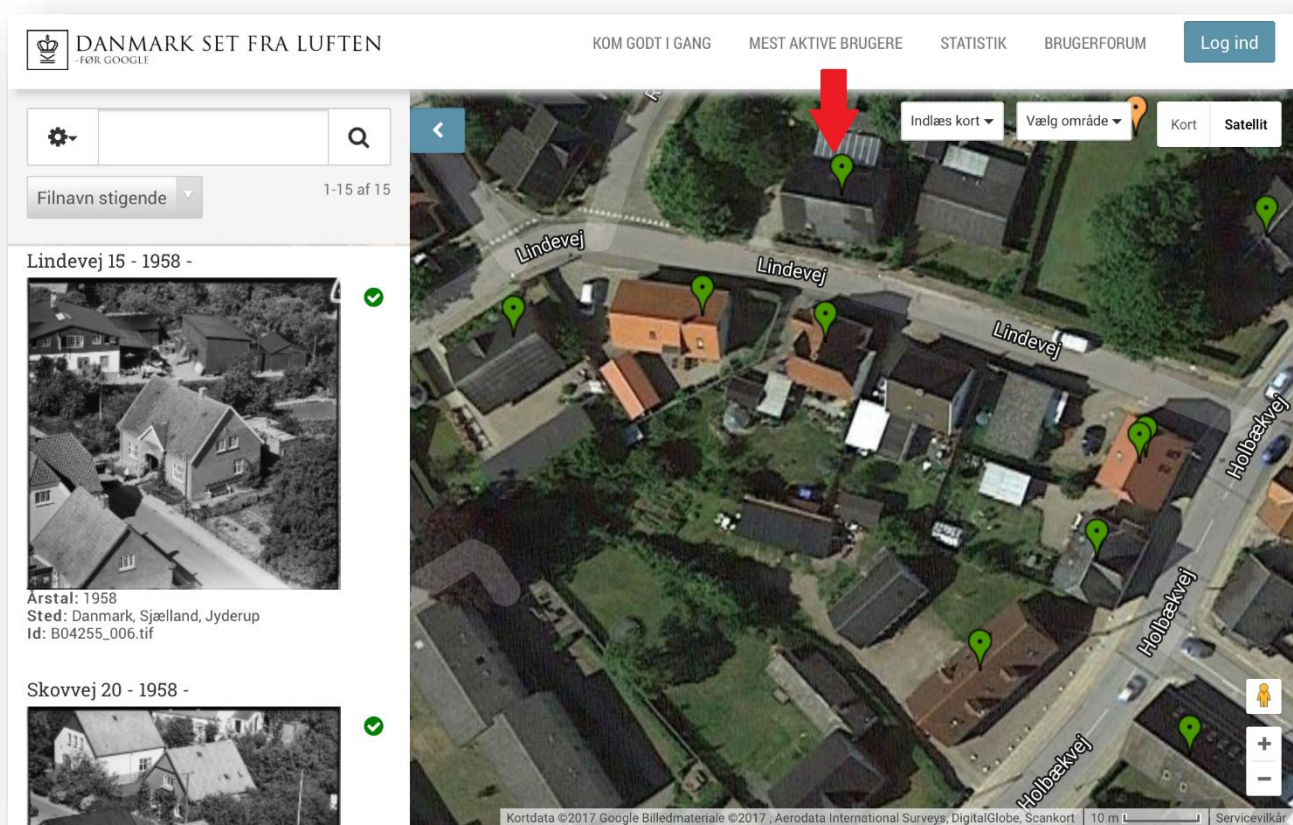 DANMARK SET FRA LUFTEN
-FØR GOOGLE
KOM GODT I GANG
MEST AKTIVE BRUGERE
STATISTIK
BRUGERFORUM
Log ind
Filnavn stigende
1-15 af 15
Lindevej 15 - 1958 -
Årstal: 1958
Sted: Danmark, Sjælland, Jyderup
Id: B04255_006.tif
Skovvej 20 - 1958 -
Indlæs kort
Vælg område
Kort
Satellit
Lindevej
Lindevej
Lindevej
Holbækvej
Holbækvej
Holbækvej
Kortdata ©2017 Google Billedmateriale ©2017 , Aerodata International Surveys, DigitalGlobe, Scankort
10 m
Servicevilkår